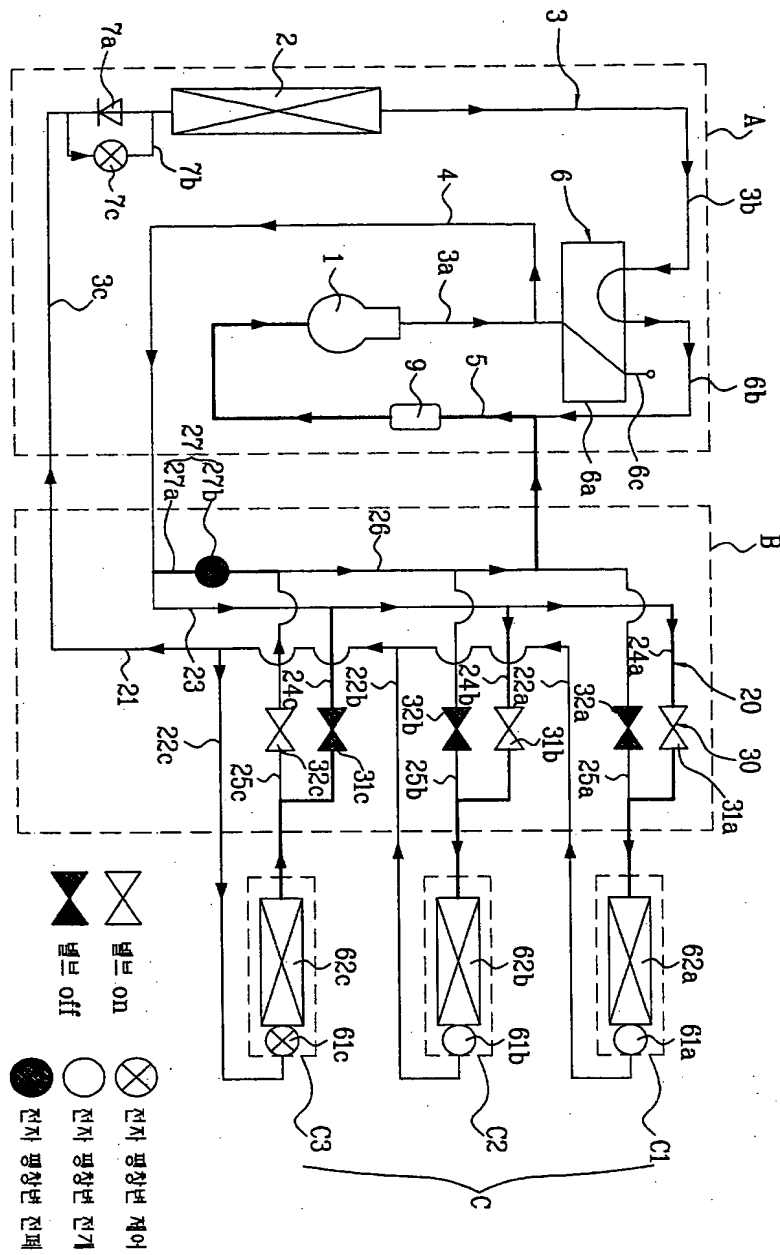 A
7a
2
3
7b
7c
4
6
3b
1
3a
3c
9
5
6b
6a
6c
B
27
27a
27b
26
21
23
22c
24c
22b
24b
22a
24a
20
25c
32c
31c
32b
25b
31b
32a
25a
30
31a
62c
61c
62b
61b
62a
61a
C3
C2
C1
C
밸브 on
밸브 off
전자 팽창변 제어
전자 팽창변 전개
전자 팽창변 전폐